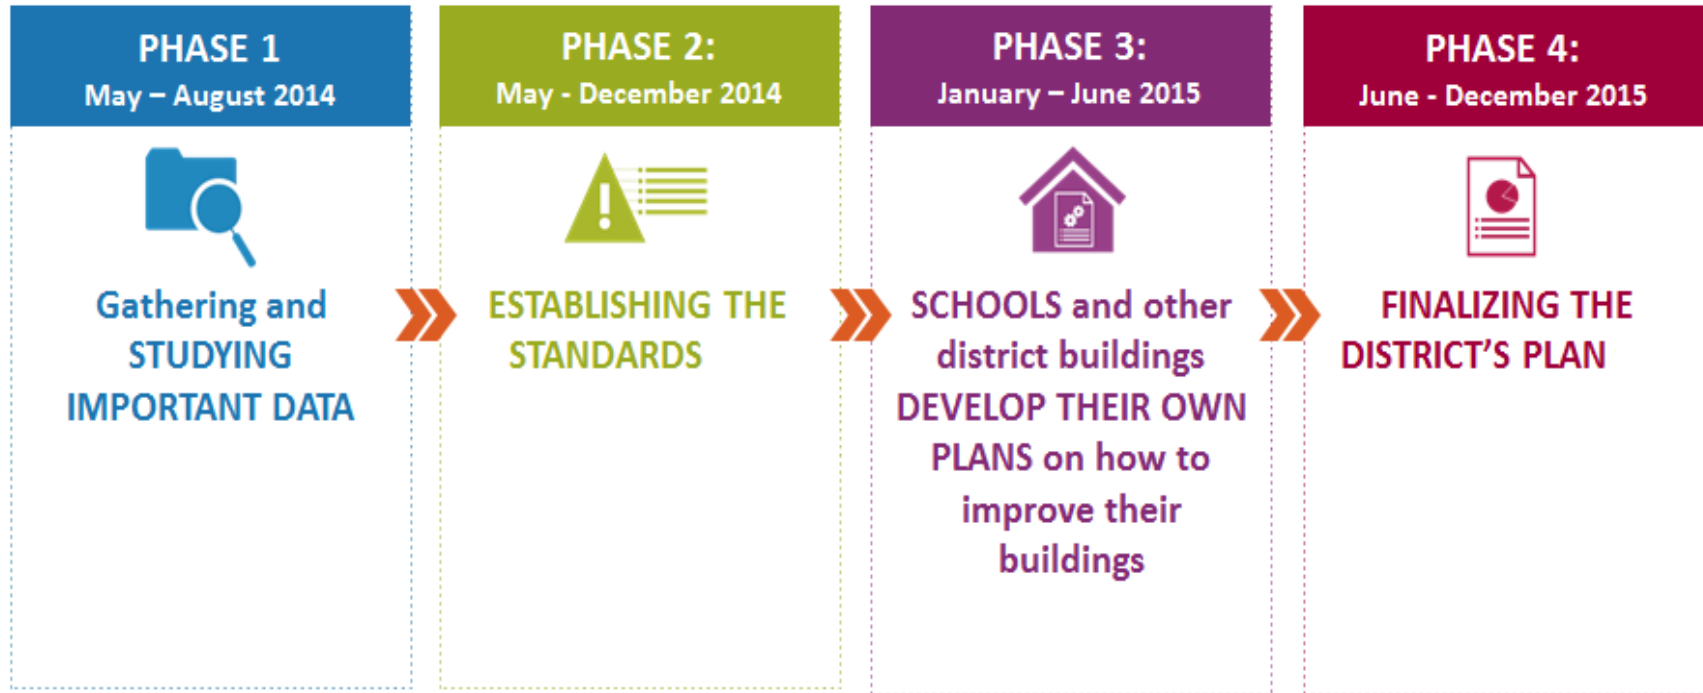 PHASE 1
May – August 2014
Gathering and
STUDYING
IMPORTANT DATA
PHASE 2:
May - December 2014
ESTABLISHING THE
STANDARDS
PHASE 3:
January – June 2015
SCHOOLS and other
district buildings
DEVELOP THEIR OWN
PLANS on how to
improve their
buildings
PHASE 4:
June - December 2015
FINALIZING THE
DISTRICT’S PLAN